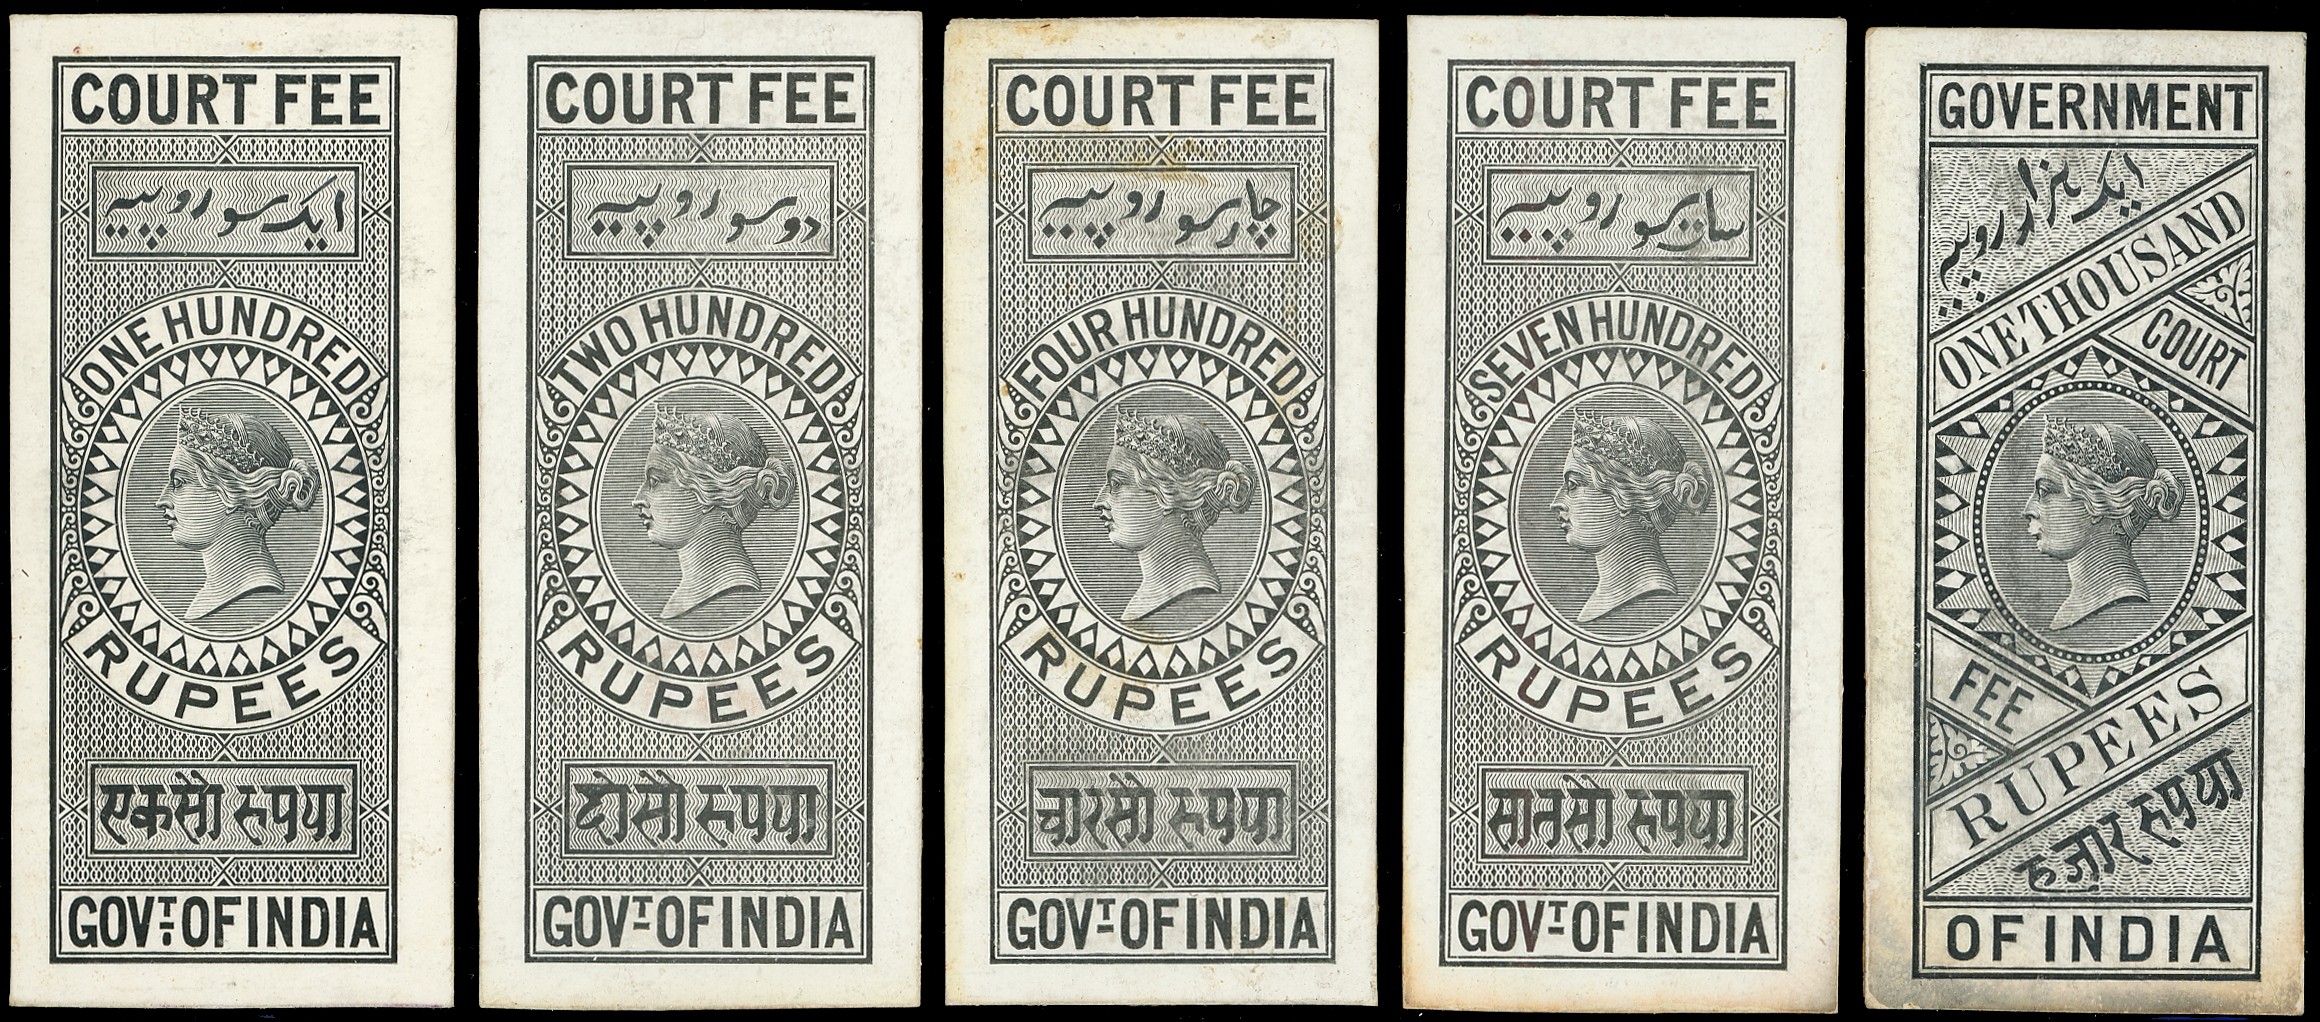 COURT FEE
ایک سو روپیہ
ONE HUNDRED
RUPEES
एकसौ रुपया
GOVT. OF INDIA
COURT FEE
دو سو روپیہ
TWO HUNDRED
RUPEES
दोसौ रुपया
GOVT OF INDIA
COURT FEE
چار سو روپیہ
FOUR HUNDRED
RUPEES
चारसौ रुपया
GOVT OF INDIA
COURT FEE
سات سو روپیہ
SEVEN HUNDRED
RUPEES
सातसौ रुपया
GOVT OF INDIA
GOVERNMENT
ایک ہزار روپیہ
ONE THOUSAND
COURT
FEE
RUPEES
हजार रुपया
OF INDIA